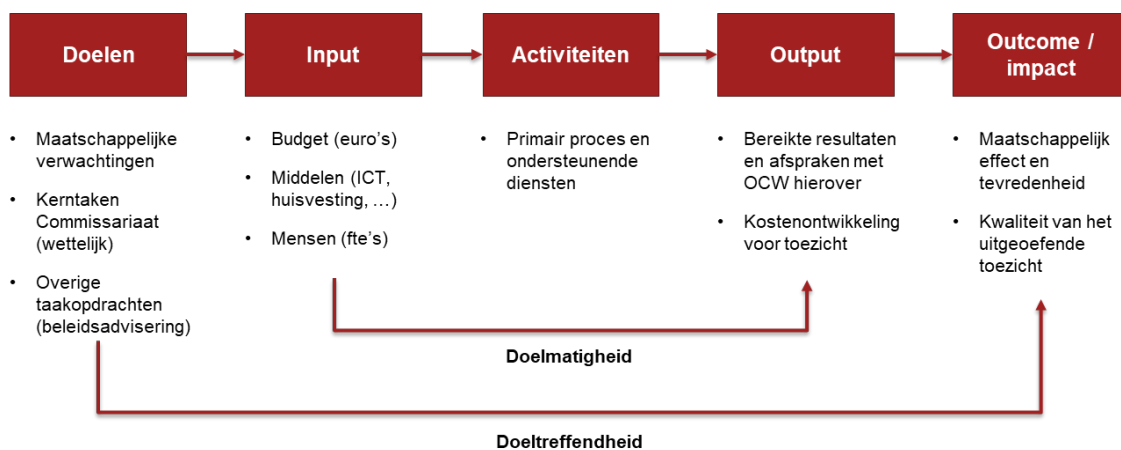 Doelen
Input
Activiteiten
Output
Outcome /
impact
• Maatschappelijke
verwachtingen
• Kerntaken
Commissariaat
(wettelijk)
• Overige
taakopdrachten
(beleidsadvisering)
• Budget (euro’s)
• Middelen (ICT,
huisvesting, …)
• Mensen (fte’s)
• Primair proces en
ondersteunende
diensten
• Bereikte resultaten
en afspraken met
OCW hierover
• Kostenontwikkeling
voor toezicht
• Maatschappelijk
effect en
tevredenheid
• Kwaliteit van het
uitgeoefende
toezicht
Doelmatigheid
Doeltreffendheid